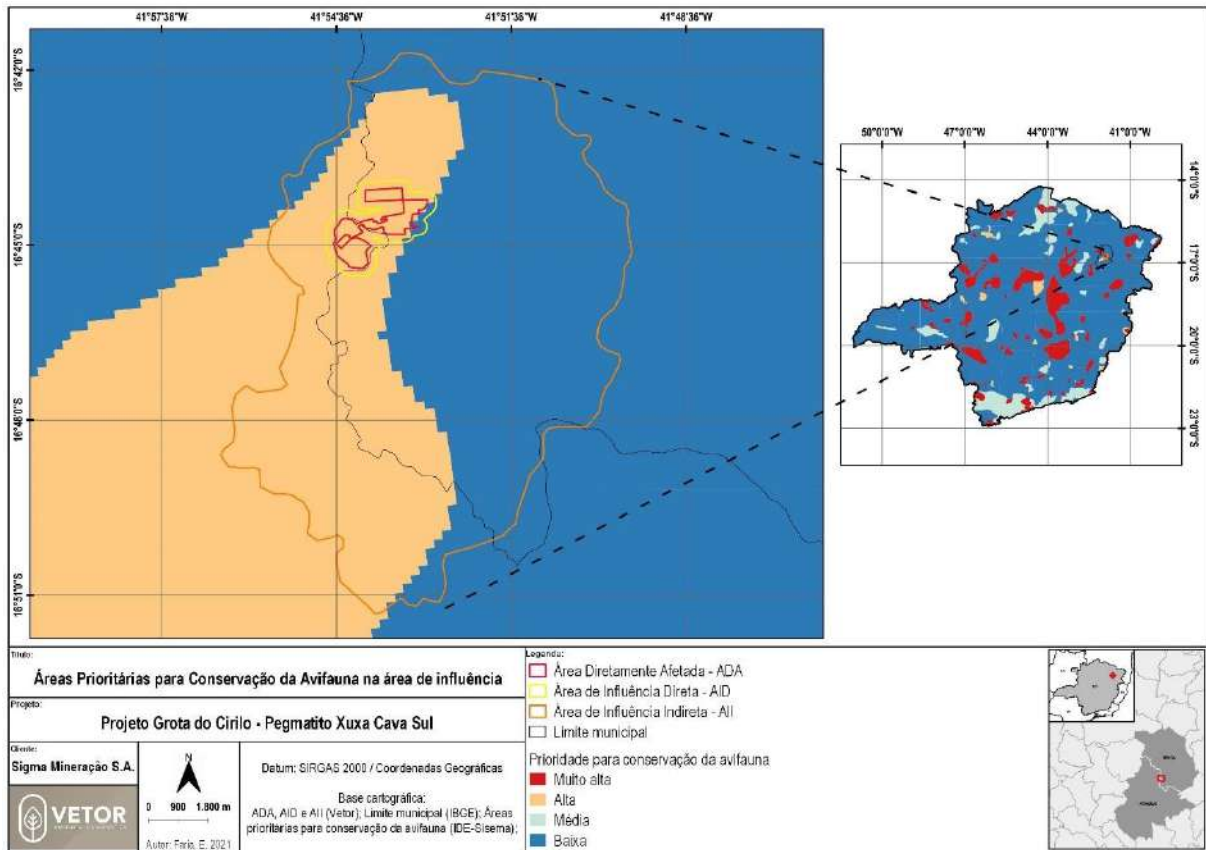 41°57'36"W 41°54'36"W 41°51'36"W 41°48'36"W
16°42'0"S
16°45'0"S
16°48'0"S
16°51'0"S
50°0'0"W 47°0'0"W 44°0'0"W 41°0'0"W
14°0'0"S
17°0'0"S
20°0'0"S
23°0'0"S
Título:
Áreas Prioritárias para Conservação da Avifauna na área de influência
Projeto:
Projeto Grota do Cirilo - Pegmatito Xuxa Cava Sul
Cliente:
Sigma Mineração S.A.
VETOR
N
0 900 1.800 m
Autor: Faria, E. 2021
Datum: SIRGAS 2000 / Coordenadas Geográficas
Base cartográfica:
ADA, AID e AII (Vetor); Limite municipal (IBGE); Áreas
prioritárias para conservação da avifauna (IDE-Sisema);
Legenda:
Área Diretamente Afetada - ADA
Área de Influência Direta - AID
Área de Influência Indireta - AII
Limite municipal
Prioridade para conservação da avifauna
Muito alta
Alta
Média
Baixa